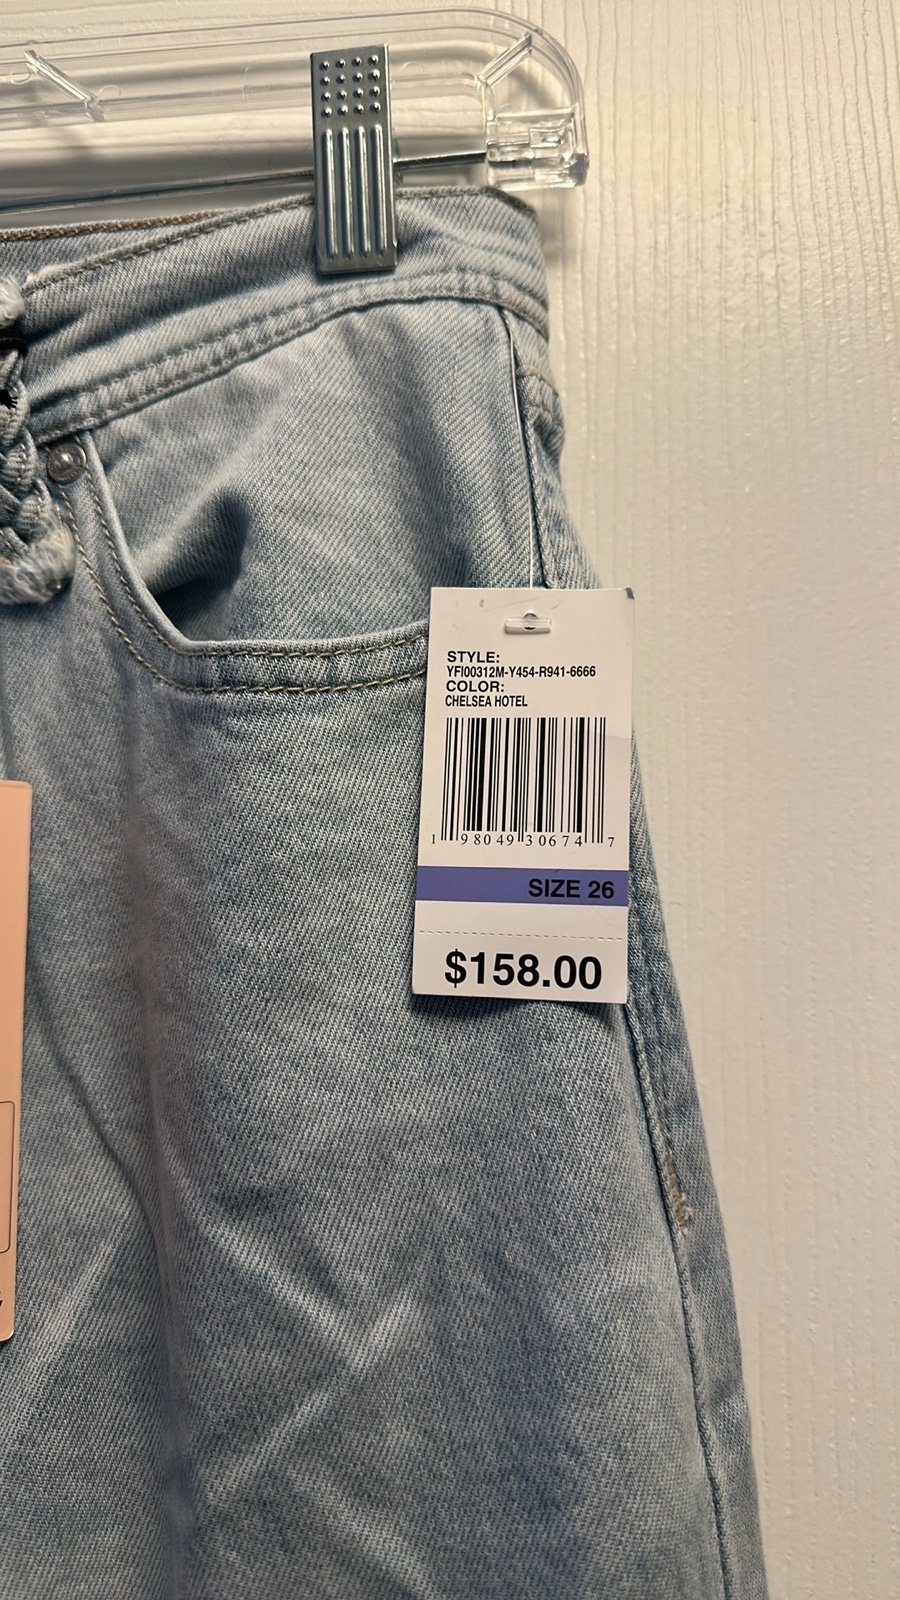 STYLE:
YFI00312M-Y454-R941-6666
COLOR:
CHELSEA HOTEL
1 98049 30674 7
SIZE 26
$158.00